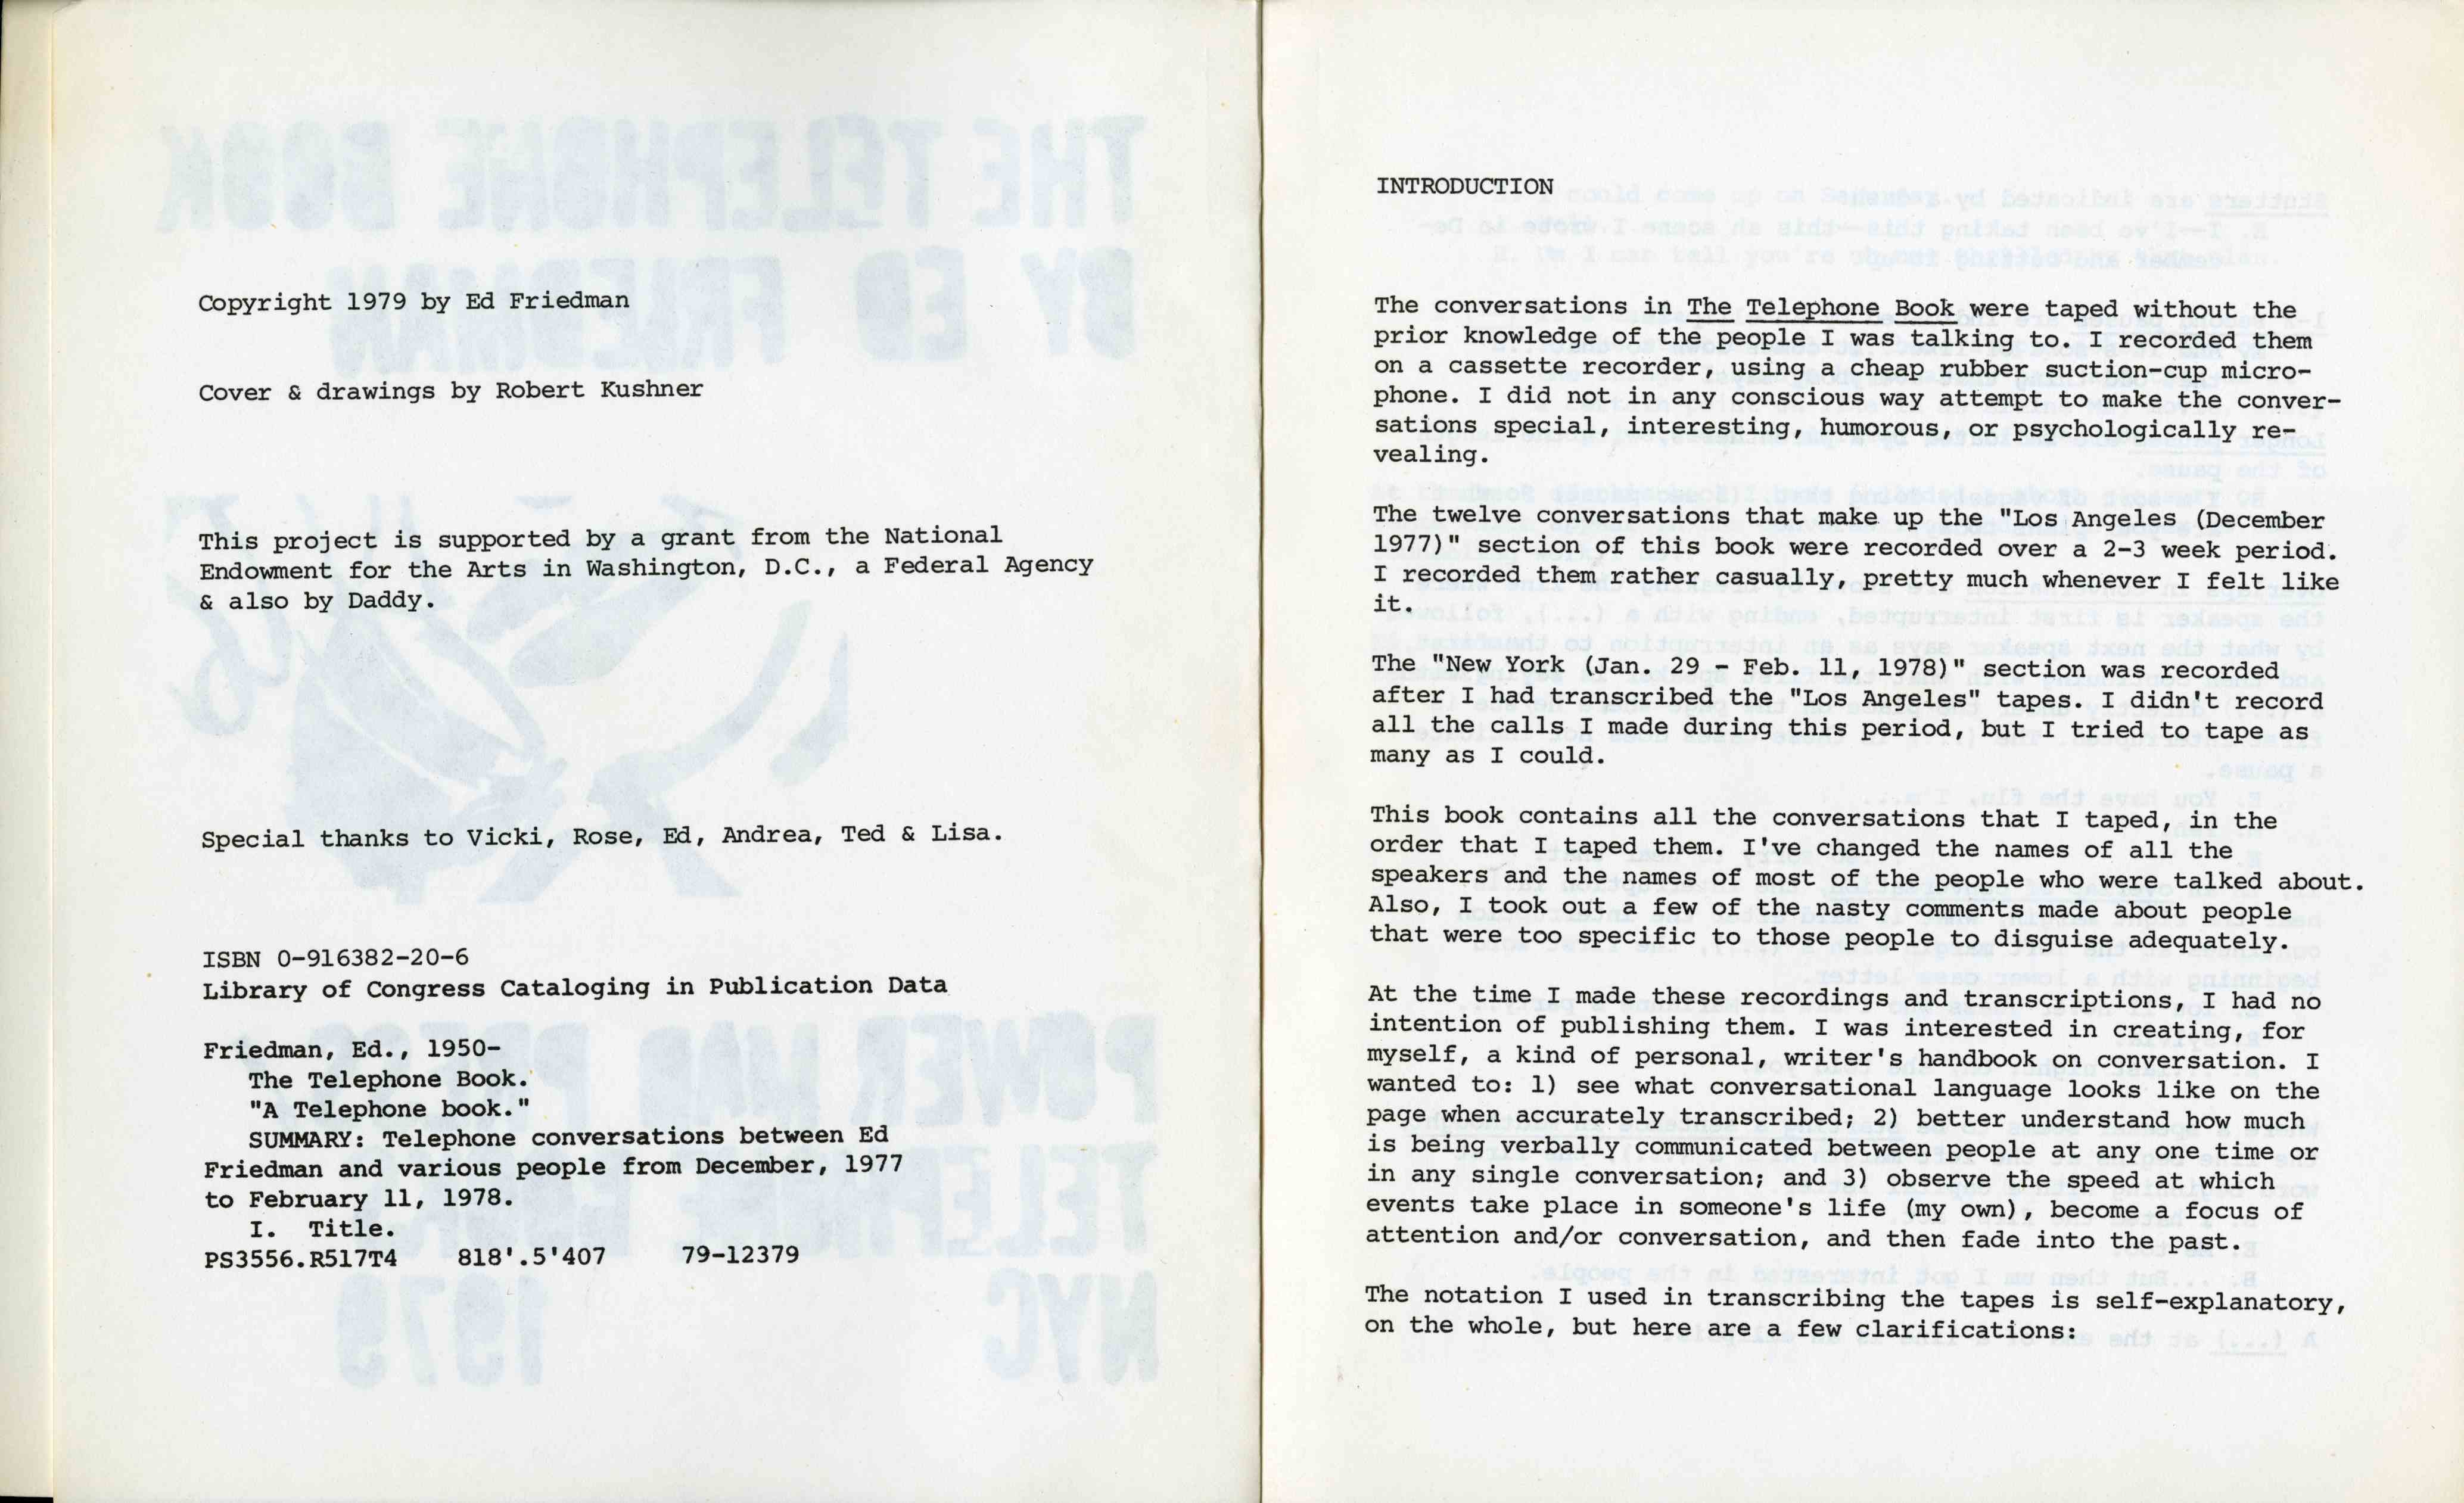 Copyright 1979 by Ed Friedman
Cover & drawings by Robert Kushner
This project is supported by a grant from the National
Endowment for the Arts in Washington, D.C., a Federal Agency
& also by Daddy.
Special thanks to Vicki, Rose, Ed, Andrea, Ted & Lisa.
ISBN 0-916382-20-6
Library of Congress Cataloging in Publication Data
Friedman, Ed., 1950-
The Telephone Book.
"A Telephone book."
SUMMARY: Telephone conversations between Ed
Friedman and various people from December, 1977
to February 11, 1978.
I. Title.
PS3556.R517T4 818'.5'407 79-12379
INTRODUCTION
The conversations in The Telephone Book were taped without the
prior knowledge of the people I was talking to. I recorded them
on a cassette recorder, using a cheap rubber suction-cup micro-
phone. I did not in any conscious way attempt to make the conver-
sations special, interesting, humorous, or psychologically re-
vealing.
The twelve conversations that make up the "Los Angeles (December
1977)" section of this book were recorded over a 2-3 week period.
I recorded them rather casually, pretty much whenever I felt like
it.
The "New York (Jan. 29 - Feb. 11, 1978)" section was recorded
after I had transcribed the "Los Angeles" tapes. I didn't record
all the calls I made during this period, but I tried to tape as
many as I could.
This book contains all the conversations that I taped, in the
order that I taped them. I've changed the names of all the
speakers and the names of most of the people who were talked about.
Also, I took out a few of the nasty comments made about people
that were too specific to those people to disguise adequately.
At the time I made these recordings and transcriptions, I had no
intention of publishing them. I was interested in creating, for
myself, a kind of personal, writer's handbook on conversation. I
wanted to: 1) see what conversational language looks like on the
page when accurately transcribed; 2) better understand how much
is being verbally communicated between people at any one time or
in any single conversation; and 3) observe the speed at which
events take place in someone's life (my own), become a focus of
attention and/or conversation, and then fade into the past.
The notation I used in transcribing the tapes is self-explanatory,
on the whole, but here are a few clarifications: